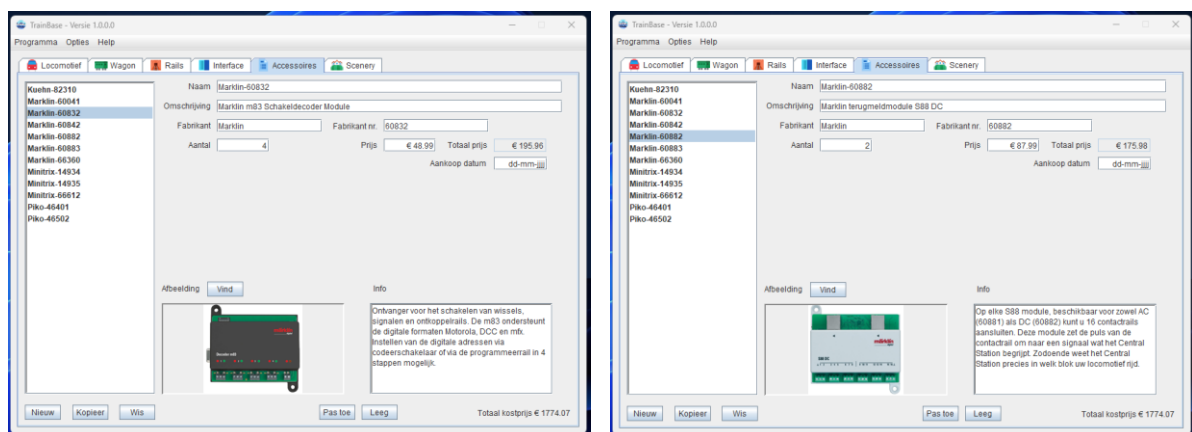 TrainBase - Versie 1.0.0.0
Programma Opties Help
Locomotief Wagon Rails Interface Accessoires Scenery
Kuehn-82310
Marklin-60041
Marklin-60832
Marklin-60842
Marklin-60882
Marklin-60883
Marklin-66360
Minitrix-14934
Minitrix-14935
Minitrix-66612
Piko-46401
Piko-46502
Naam Marklin-60832
Omschrijving Marklin m83 Schakeldecoder Module
Fabrikant Marklin Fabrikant nr. 60832
Aantal 4 Prijs € 48.99 Totaal prijs € 195.96
Aankoop datum dd-mm-jjjj
Afbeelding Vind Info
märklin
Decoder m83
Ontvanger voor het schakelen van wissels,
signalen en ontkoppelrails. De m83 ondersteunt
de digitale formaten Motorola, DCC en mfx.
Instellen van de digitale adressen via
codeerschakelaar of via de programmeerrail in 4
stappen mogelijk.
Nieuw Kopieer Wis Pas toe Leeg Totaal kostprijs € 1774.07
TrainBase - Versie 1.0.0.0
Programma Opties Help
Locomotief Wagon Rails Interface Accessoires Scenery
Kuehn-82310
Marklin-60041
Marklin-60832
Marklin-60842
Marklin-60882
Marklin-60883
Marklin-66360
Minitrix-14934
Minitrix-14935
Minitrix-66612
Piko-46401
Piko-46502
Naam Marklin-60882
Omschrijving Marklin terugmeldmodule S88 DC
Fabrikant Marklin Fabrikant nr. 60882
Aantal 2 Prijs € 87.99 Totaal prijs € 175.98
Aankoop datum dd-mm-jjjj
Afbeelding Vind Info
märklin
Op elke S88 module, beschikbaar voor zowel AC
(60881) als DC (60882) kunt u 16 contactrails
aansluiten. Deze module zet de puls van de
contactrail om naar een signaal wat het Central
Station begrijpt. Zodoende weet het Central
Station precies in welk blok uw locomotief rijd.
Nieuw Kopieer Wis Pas toe Leeg Totaal kostprijs € 1774.07